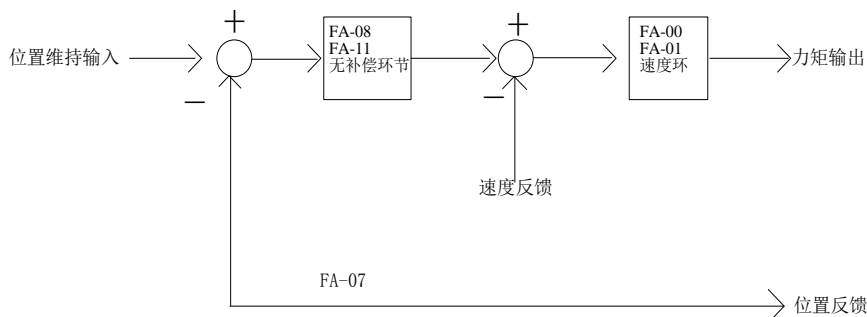 位置维持输入
FA-08
FA-11
无补偿环节
FA-00
FA-01
速度环
力矩输出
速度反馈
FA-07
位置反馈